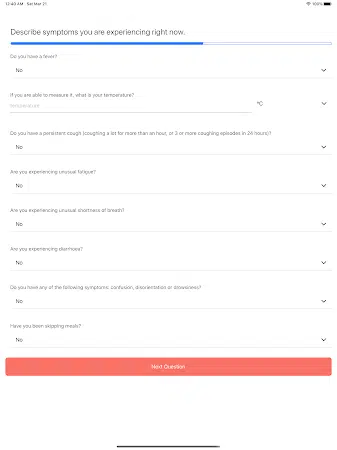 11:40 AM Sat Mar 21
100%
Describe symptoms you are experiencing right now.
Do you have a fever?
No
If you are able to measure it, what is your temperature?
Temperature
°C
Do you have a persistent cough (coughing a lot for more than an hour, or 3 or more coughing episodes in 24 hours)?
No
Are you experiencing unusual fatigue?
No
Are you experiencing unusual shortness of breath?
No
Are you experiencing diarrhoea?
No
Do you have any of the following symptoms: confusion, disorientation or drowsiness?
No
Have you been skipping meals?
No
Next Question